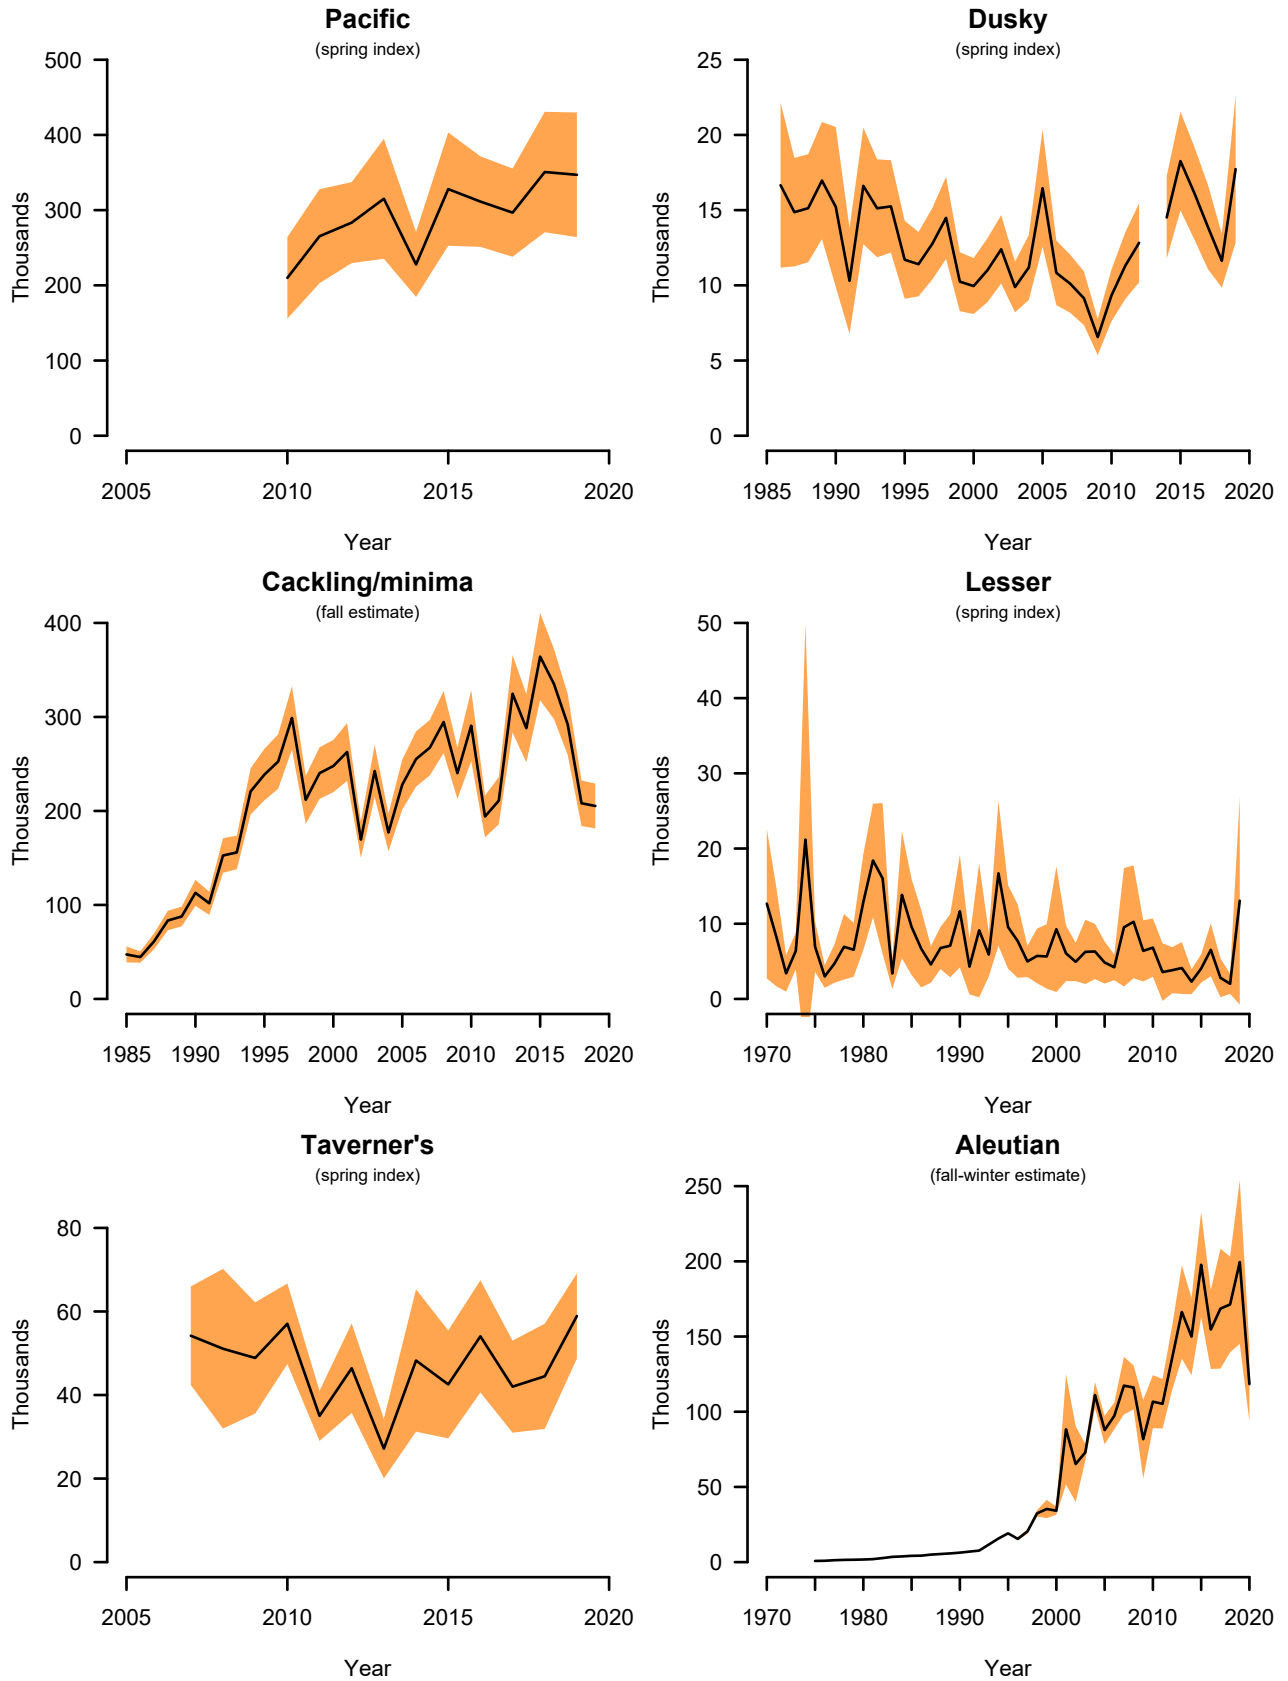 Pacific
(spring index)
500
400
300
200
100
0
Thousands
2005 2010 2015 2020
Year
Dusky
(spring index)
25
20
15
10
5
0
Thousands
1985 1990 1995 2000 2005 2010 2015 2020
Year
Cackling/minima
(fall estimate)
400
300
200
100
0
Thousands
1985 1990 1995 2000 2005 2010 2015 2020
Year
Lesser
(spring index)
50
40
30
20
10
0
Thousands
1970 1980 1990 2000 2010 2020
Year
Taverner's
(spring index)
80
60
40
20
0
Thousands
2005 2010 2015 2020
Year
Aleutian
(fall-winter estimate)
250
200
150
100
50
0
Thousands
1970 1980 1990 2000 2010 2020
Year